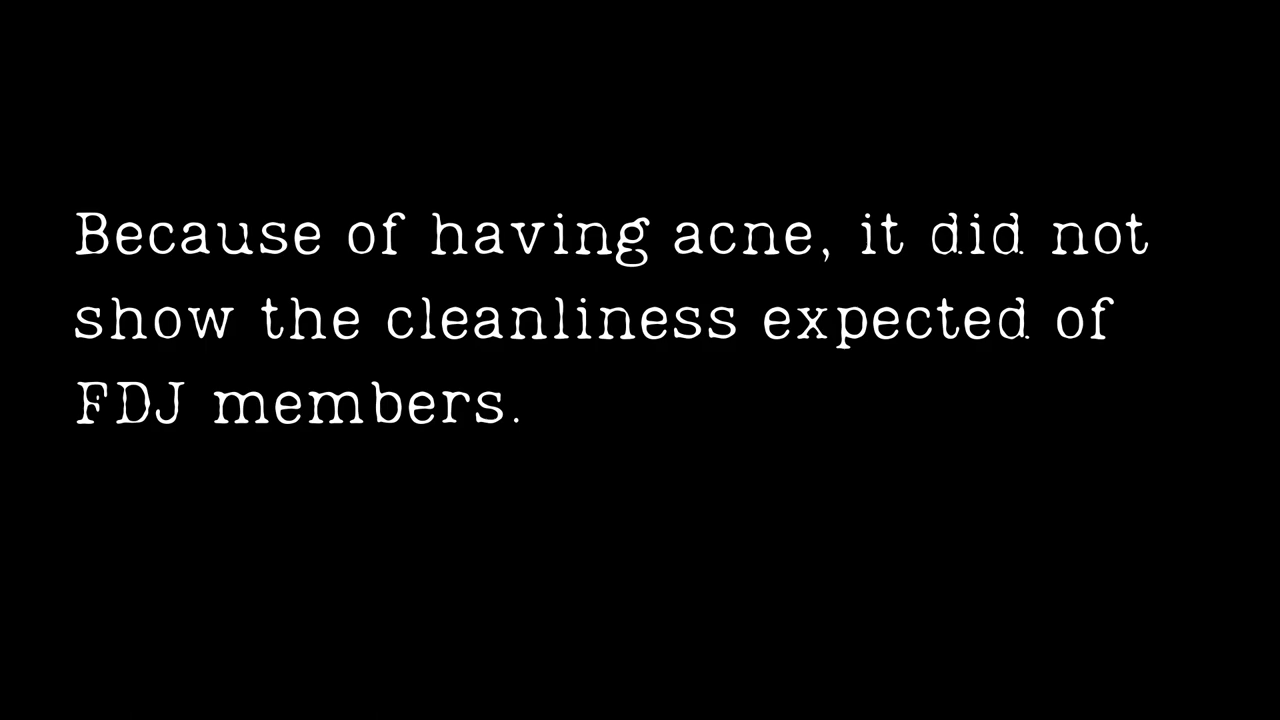 Because of having acne, it did not
show the cleanliness expected of
FDJ members.